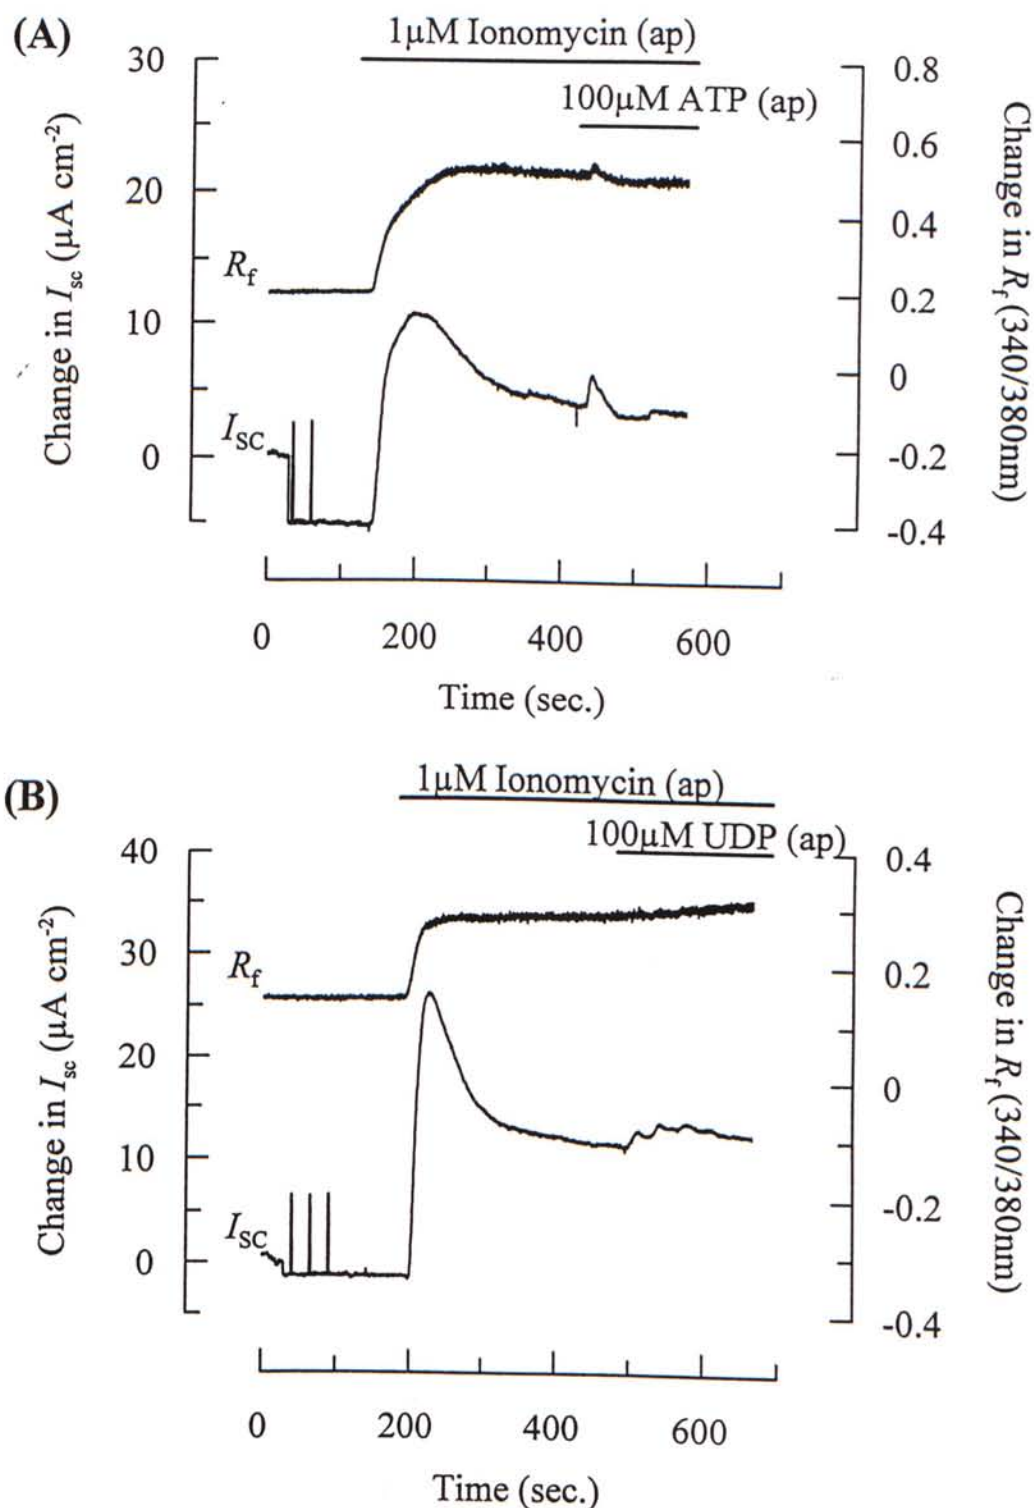 (A)
1μM Ionomycin (ap)
100μM ATP (ap)
Change in Isc (μA cm-2)
30
20
10
0
Rf
ISC
0.8
0.6
0.4
0.2
0
-0.2
-0.4
Change in Rf (340/380nm)
0 200 400 600
Time (sec.)
(B)
1μM Ionomycin (ap)
100μM UDP (ap)
Change in Isc (μA cm-2)
40
30
20
10
0
Rf
ISC
0.4
0.2
0
-0.2
-0.4
Change in Rf (340/380nm)
0 200 400 600
Time (sec.)